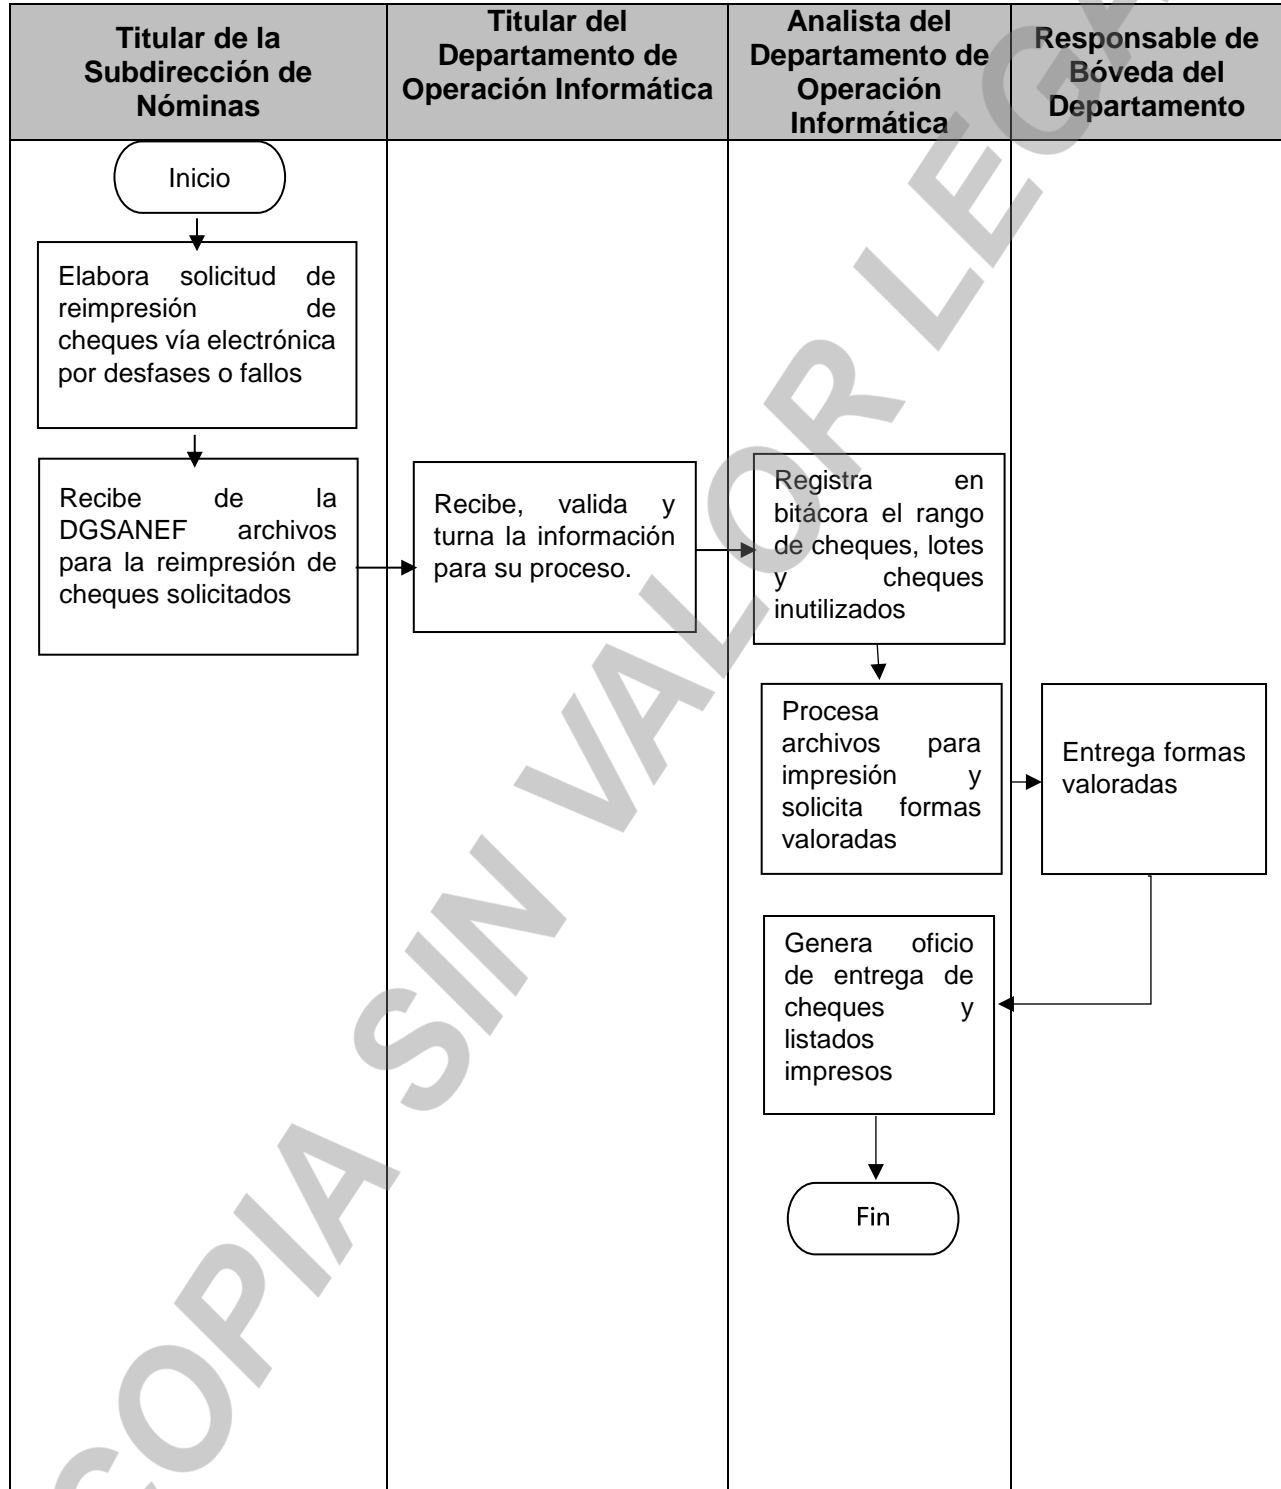 Titular de la
Subdirección de
Nóminas
Titular del
Departamento de
Operación Informática
Analista del
Departamento de
Operación
Informática
Responsable de
Bóveda del
Departamento
Inicio
Elabora solicitud de
reimpresión de
cheques vía electrónica
por desfases o fallos
Recibe de la
DGSANEF archivos
para la reimpresión de
cheques solicitados
Recibe, valida y
turna la información
para su proceso.
Registra en
bitácora el rango
de cheques, lotes
y cheques
inutilizados
Procesa
archivos para
impresión y
solicita formas
valoradas
Entrega formas
valoradas
Genera oficio
de entrega de
cheques y
listados
impresos
Fin
COPIA SIN VALOR LEGA